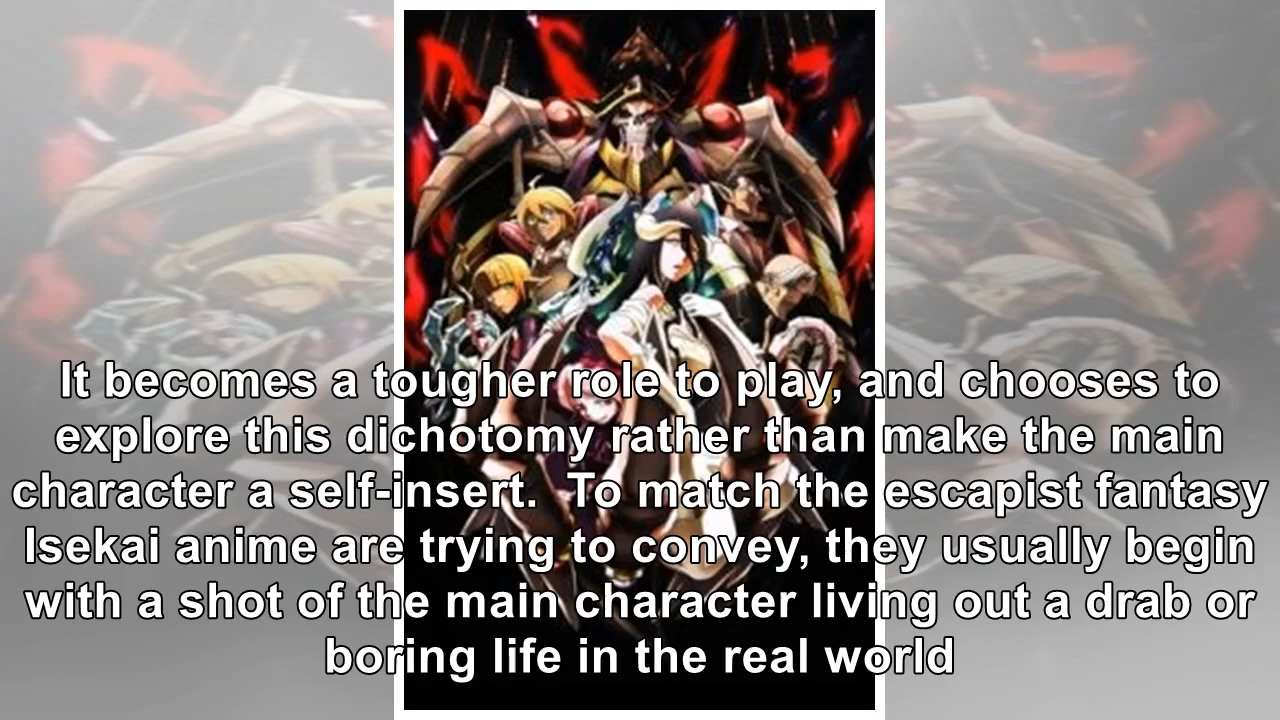 It becomes a tougher role to play, and chooses to
explore this dichotomy rather than make the main
character a self-insert.  To match the escapist fantasy
Isekai anime are trying to convey, they usually begin
with a shot of the main character living out a drab or
boring life in the real world